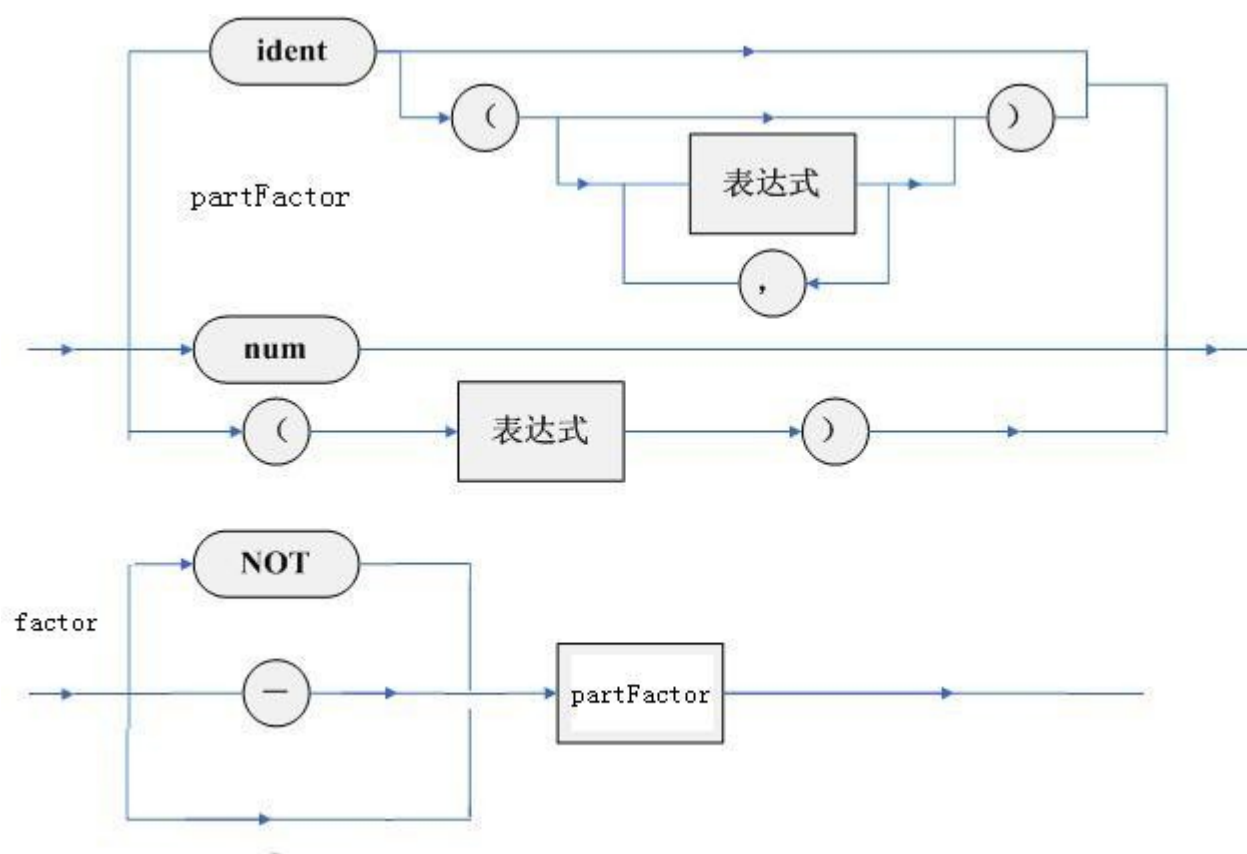 ident
（
）
表达式
partFactor
，
num
（
表达式
）
NOT
factor
－
partFactor